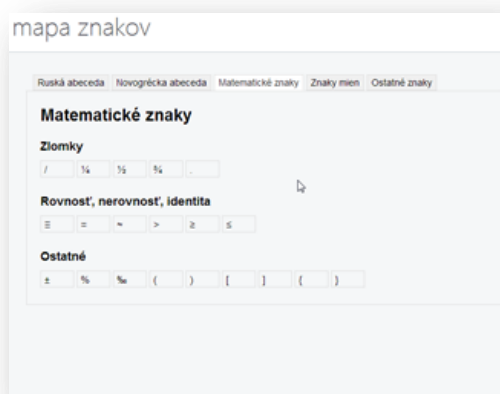 mapa znakov
Ruská abeceda Novogrécka abeceda Matematické znaky Znaky mien Ostatné znaky
Matematické znaky
Zlomky
/ ¼ ½ ¾ .
Rovnosť, nerovnosť, identita
Ξ = ~ > ≥ ≤
Ostatné
± % ‰ ( ) [ ] { }